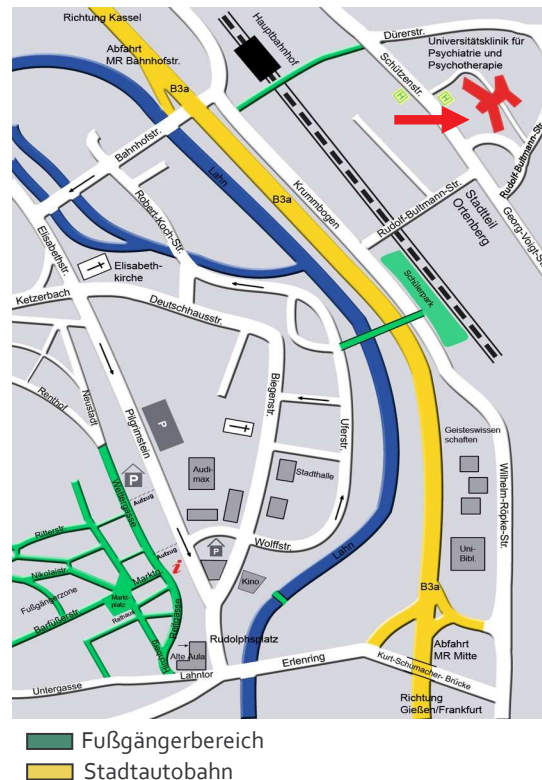 Richtung Kassel
Abfahrt
MR Bahnhofstr.
B3a
Hauptbahnhof
Dürerstr.
Universitätsklinik für
Psychiatrie und
Psychotherapie
Schützenstr.
H
H
Bahnhofstr.
Lahn
B3a
Krummbogen
Rudolf-Bultmann-Str.
Rudolf-Bultmann-Str.
Stadtteil
Ortenberg
Georg-Voigt-S
Robert-Koch-Str.
Elisabethstr.
Elisabeth-
kirche
Ketzerbach
Deutschhausstr.
Schülerpark
Renthof
Neustadt
Pilgrimstein
P
Biegenstr.
Uferstr.
Geisteswissen
schaften
Wilhelm-Röpke-Str.
Audi-
max
Stadthalle
P
Wettergasse
Aufzug
Ritterstr.
Aufzug
Nikolaistr.
Marktg.
i
P
Wolffstr.
Lahn
Uni-
Bibl.
Fußgängerzone
Markt-
platz
Rathaus
Barfüßerstr.
Reitgasse
Kino
B3a
Rudolphsplatz
Alte Aula
Lahntor
Erlenring
Abfahrt
MR Mitte
Kurt-Schumacher- Brücke
Untergasse
Richtung
Gießen/Frankfurt
Fußgängerbereich
Stadtautobahn